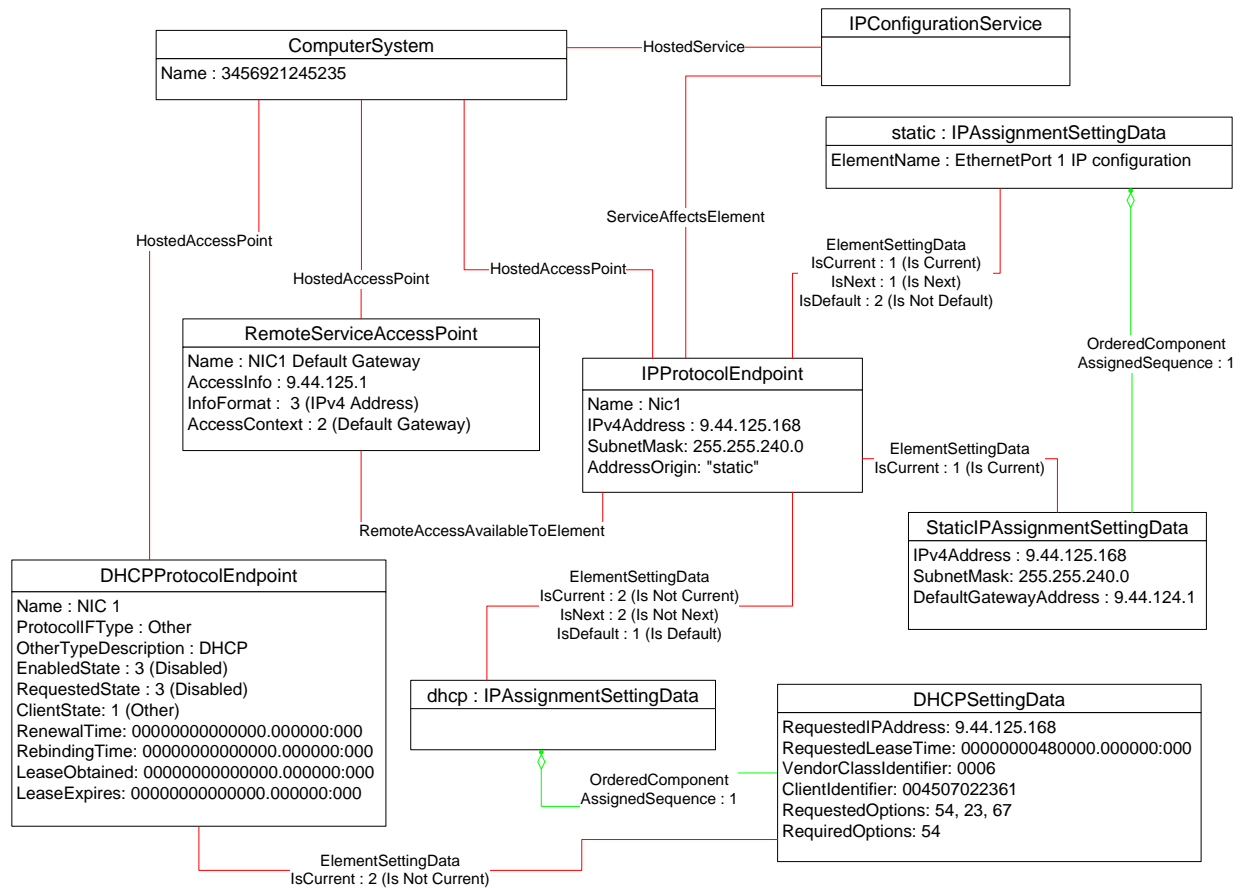 IPConfigurationService
ComputerSystem
Name : 3456921245235
HostedService
static : IPAssignmentSettingData
ElementName : EthernetPort 1 IP configuration
ServiceAffectsElement
HostedAccessPoint
HostedAccessPoint
HostedAccessPoint
ElementSettingData
IsCurrent : 1 (Is Current)
IsNext : 1 (Is Next)
IsDefault : 2 (Is Not Default)
RemoteServiceAccessPoint
Name : NIC1 Default Gateway
AccessInfo : 9.44.125.1
InfoFormat :  3 (IPv4 Address)
AccessContext : 2 (Default Gateway)
OrderedComponent
AssignedSequence : 1
IPProtocolEndpoint
Name : Nic1
IPv4Address : 9.44.125.168
SubnetMask: 255.255.240.0
AddressOrigin: "static"
ElementSettingData
IsCurrent : 1 (Is Current)
RemoteAccessAvailableToElement
StaticIPAssignmentSettingData
IPv4Address : 9.44.125.168
SubnetMask: 255.255.240.0
DefaultGatewayAddress : 9.44.124.1
DHCPProtocolEndpoint
Name : NIC 1
ProtocolIFType : Other
OtherTypeDescription : DHCP
EnabledState : 3 (Disabled)
RequestedState : 3 (Disabled)
ClientState: 1 (Other)
RenewalTime: 00000000000000.000000:000
RebindingTime: 00000000000000.000000:000
LeaseObtained: 00000000000000.000000:000
LeaseExpires: 00000000000000.000000:000
ElementSettingData
IsCurrent : 2 (Is Not Current)
IsNext : 2 (Is Not Next)
IsDefault : 1 (Is Default)
dhcp : IPAssignmentSettingData
DHCPSettingData
RequestedIPAddress: 9.44.125.168
RequestedLeaseTime: 00000000480000.000000:000
VendorClassIdentifier: 0006
ClientIdentifier: 004507022361
RequestedOptions: 54, 23, 67
RequiredOptions: 54
OrderedComponent
AssignedSequence : 1
ElementSettingData
IsCurrent : 2 (Is Not Current)